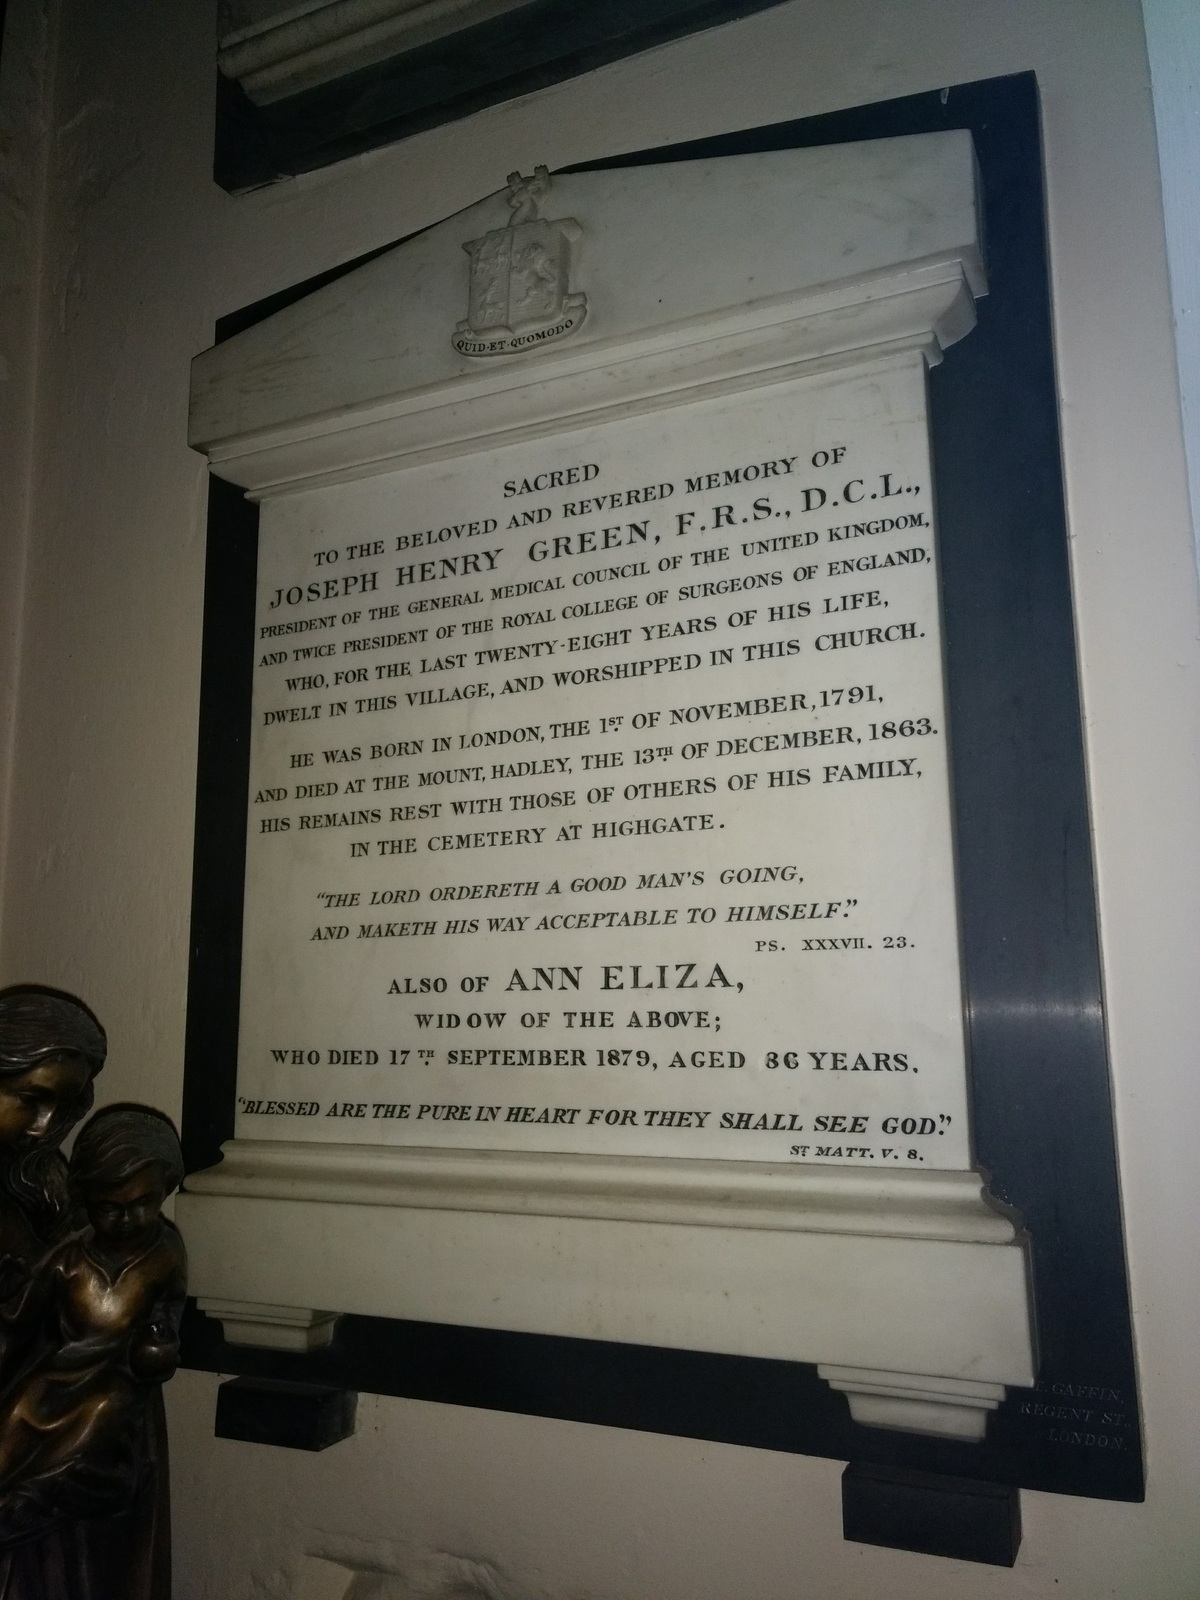 QUID·ET·QUOMODO
SACRED
TO THE BELOVED AND REVERED MEMORY OF
JOSEPH HENRY GREEN, F.R.S., D.C.L.,
PRESIDENT OF THE GENERAL MEDICAL COUNCIL OF THE UNITED KINGDOM,
AND TWICE PRESIDENT OF THE ROYAL COLLEGE OF SURGEONS OF ENGLAND,
WHO, FOR THE LAST TWENTY-EIGHT YEARS OF HIS LIFE,
DWELT IN THIS VILLAGE, AND WORSHIPPED IN THIS CHURCH.
HE WAS BORN IN LONDON, THE 1ST OF NOVEMBER, 1791,
AND DIED AT THE MOUNT, HADLEY, THE 13TH OF DECEMBER, 1863.
HIS REMAINS REST WITH THOSE OF OTHERS OF HIS FAMILY,
IN THE CEMETERY AT HIGHGATE.
"THE LORD ORDERETH A GOOD MAN'S GOING,
AND MAKETH HIS WAY ACCEPTABLE TO HIMSELF."
PS. XXXVII. 23.
ALSO OF ANN ELIZA,
WIDOW OF THE ABOVE;
WHO DIED 17TH SEPTEMBER 1879, AGED 86 YEARS.
"BLESSED ARE THE PURE IN HEART FOR THEY SHALL SEE GOD."
ST MATT. V. 8.
GAFFIN,
REGENT ST.
LONDON.